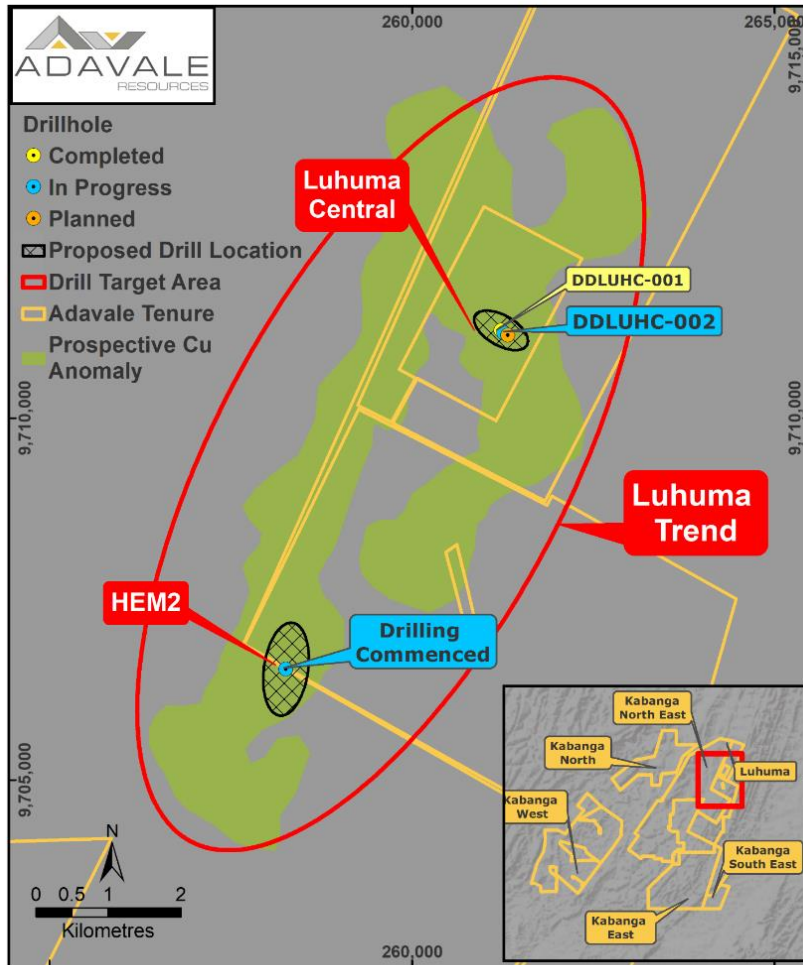 260,000
265,000
9,715,000
ADAVALE
RESOURCES
Drillhole
Completed
In Progress
Planned
Proposed Drill Location
Drill Target Area
Adavale Tenure
Prospective Cu
Anomaly
Luhuma
Central
DDLUHC-001
DDLUHC-002
9,710,000
9,710,000
Luhuma
Trend
HEM2
Drilling
Commenced
9,705,000
Kabanga
North East
Kabanga
North
Luhuma
Kabanga
West
Kabanga
South East
Kabanga
East
N
0 0.5 1 2
Kilometres
260,000